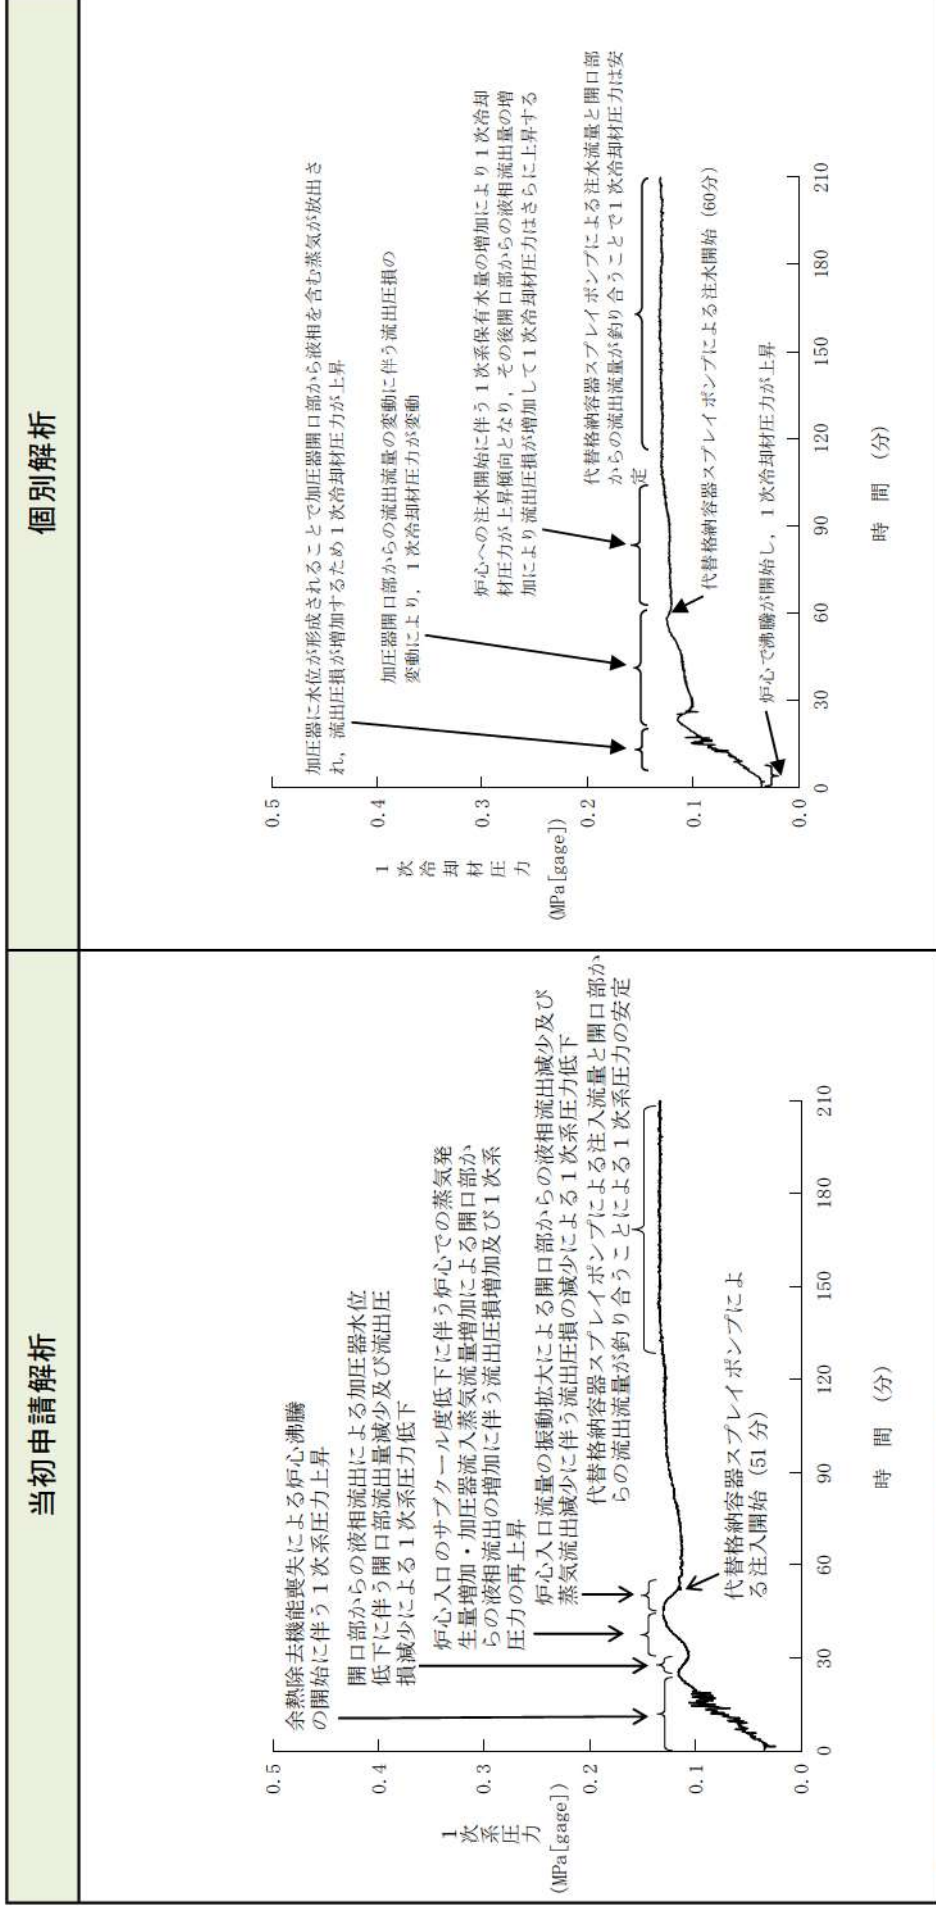 当初申請解析
余熱除去機能喪失による炉心沸騰
の開始に伴う1次系圧力上昇
開口部からの液相流出による加圧器水位
低下に伴う開口部流出量減少及び流出圧
損減少による1次系圧力低下
炉心入口のサブクール度低下に伴う炉心での蒸気発
生量増加・加圧器流入蒸気流量増加による開口部か
らの液相流出の増加に伴う流出圧損増加及び1次系
圧力の再上昇
炉心入口流量の振動拡大による開口部からの液相流出減少及び
蒸気流出減少に伴う流出圧損の減少による1次系圧力低下
代替格納容器スプレイポンプによる注入流量と開口部か
らの流出流量が釣り合うことによる1次系圧力の安定
代替格納容器スプレイポンプによ
る注入開始（51 分）
1次系圧力
(MPa[gage])
0.5
0.4
0.3
0.2
0.1
0.0
0
30
60
90
120
150
180
210
時 間 (分)
個別解析
加圧器に水位が形成されることで加圧器開口部から液相を含む蒸気が放出さ
れ，流出圧損が増加するため1次冷却材圧力が上昇
加圧器開口部からの流出流量の変動に伴う流出圧損の
変動により，1次冷却材圧力が変動
炉心への注水開始に伴う1次系保有水量の増加により1次冷却
材圧力が上昇傾向となり，その後開口部からの液相流出量の増
加により流出圧損が増加して1次冷却材圧力はさらに上昇する
代替格納容器スプレイポンプによる注水流量と開口部
からの流出流量が釣り合うことで1次冷却材圧力は安
定
代替格納容器スプレイポンプによる注水開始（60分）
炉心で沸騰が開始し，1次冷却材圧力が上昇
1次冷却材圧力
(MPa[gage])
0.5
0.4
0.3
0.2
0.1
0.0
0
30
60
90
120
150
180
210
時 間 (分)